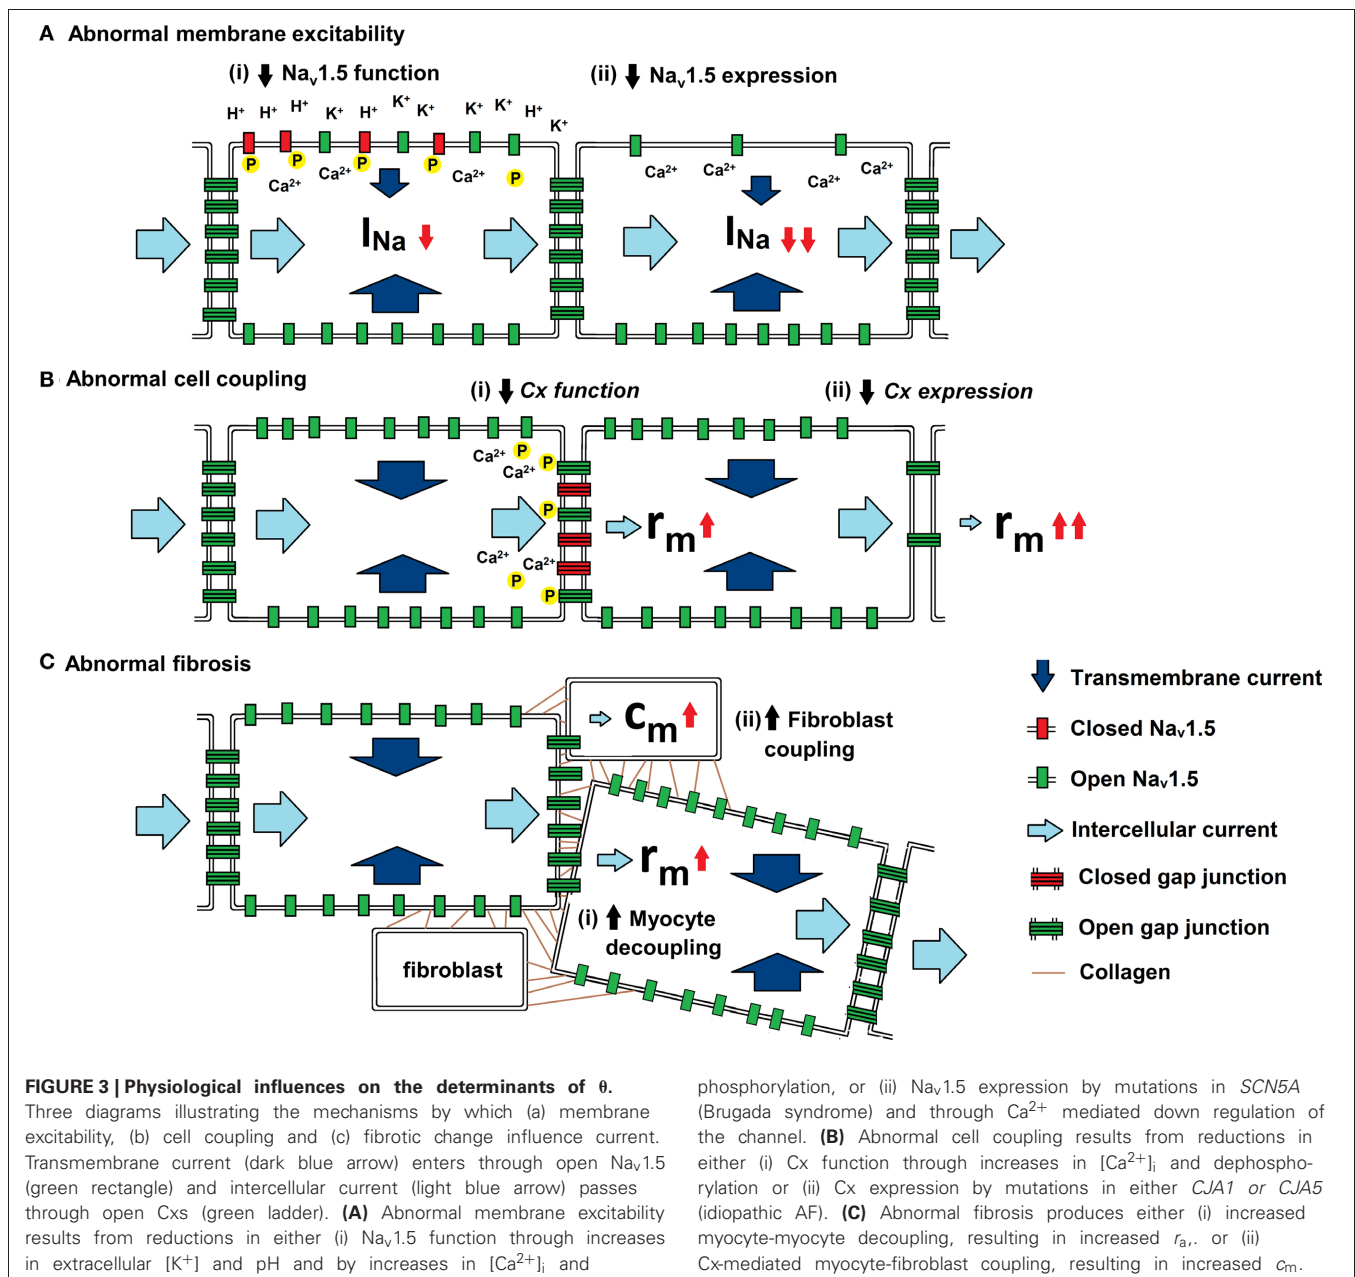 A Abnormal membrane excitability
(i) Nav1.5 function
(ii) Nav1.5 expression
H+ H+ H+ K+ H+ K+ K+ K+ K+ H+ K+
P P P P P
Ca2+ Ca2+ Ca2+
Ca2+ Ca2+ Ca2+ Ca2+
INa
INa
B Abnormal cell coupling
(i) Cx function
(ii) Cx expression
Ca2+ P
Ca2+ P
P
rm
rm
Ca2+ Ca2+
P
P
C Abnormal fibrosis
cm
(ii) Fibroblast
coupling
rm
(i) Myocyte
decoupling
fibroblast
Transmembrane current
Closed Nav1.5
Open Nav1.5
Intercellular current
Closed gap junction
Open gap junction
Collagen
FIGURE 3 | Physiological influences on the determinants of θ.
Three diagrams illustrating the mechanisms by which (a) membrane
excitability, (b) cell coupling and (c) fibrotic change influence current.
Transmembrane current (dark blue arrow) enters through open Nav1.5
(green rectangle) and intercellular current (light blue arrow) passes
through open Cxs (green ladder). (A) Abnormal membrane excitability
results from reductions in either (i) Nav1.5 function through increases
in extracellular [K+] and pH and by increases in [Ca2+]i and
phosphorylation, or (ii) Nav1.5 expression by mutations in SCN5A
(Brugada syndrome) and through Ca2+ mediated down regulation of
the channel. (B) Abnormal cell coupling results from reductions in
either (i) Cx function through increases in [Ca2+]i and dephospho-
rylation or (ii) Cx expression by mutations in either CJA1 or CJA5
(idiopathic AF). (C) Abnormal fibrosis produces either (i) increased
myocyte-myocyte decoupling, resulting in increased ra,. or (ii)
Cx-mediated myocyte-fibroblast coupling, resulting in increased cm.